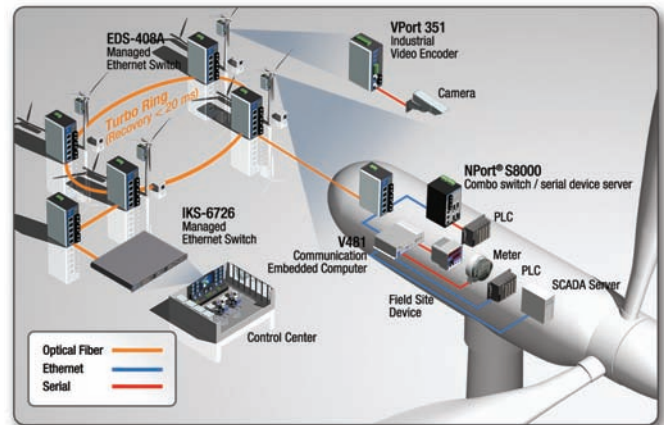 EDS-408A
Managed
Ethernet Switch
VPort 351
Industrial
Video Encoder
Camera
Turbo Ring
(Recovery < 20 ms)
NPort® S8000
Combo switch / serial device server
PLC
IKS-6726
Managed
Ethernet Switch
V481
Communication
Embedded Computer
Meter
PLC
SCADA Server
Field Site
Device
Control Center
Optical Fiber
Ethernet
Serial